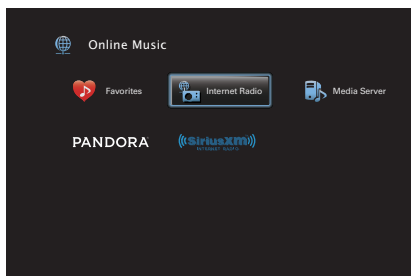 Online Music
Favorites
Internet Radio
Media Server
PANDORA
((SiriusXM))
INTERNET RADIO